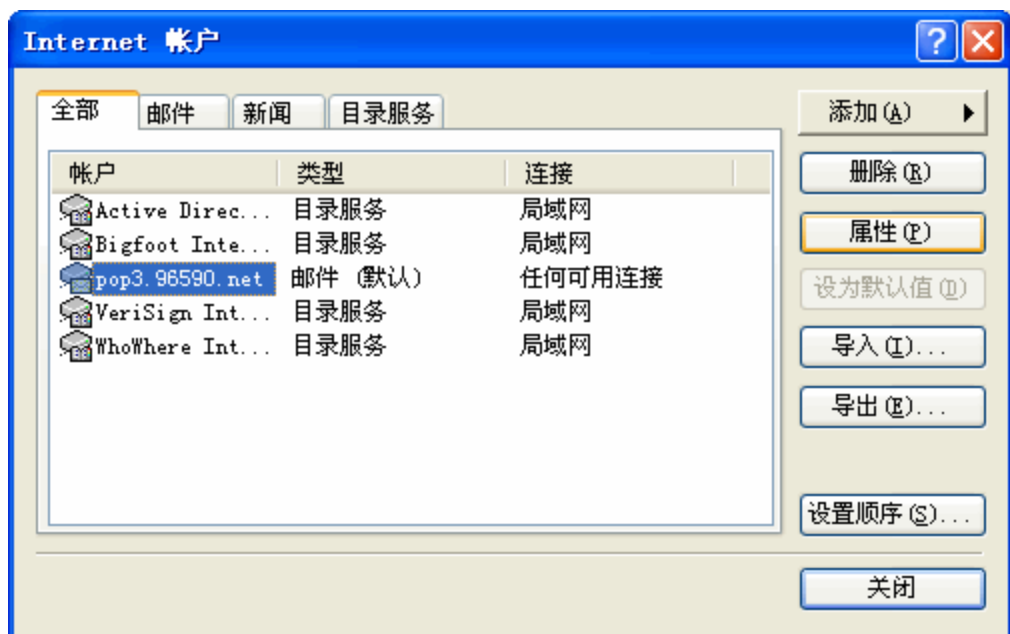 Internet 帐户
全部 邮件 新闻 目录服务
添加(A)
帐户 类型 连接
删除(R)
Active Direc... 目录服务 局域网
属性(P)
Bigfoot Inte... 目录服务 局域网
pop3.96590.net 邮件 (默认) 任何可用连接
设为默认值(D)
VeriSign Int... 目录服务 局域网
WhoWhere Int... 目录服务 局域网
导入(I)...
导出(E)...
设置顺序(S)...
关闭